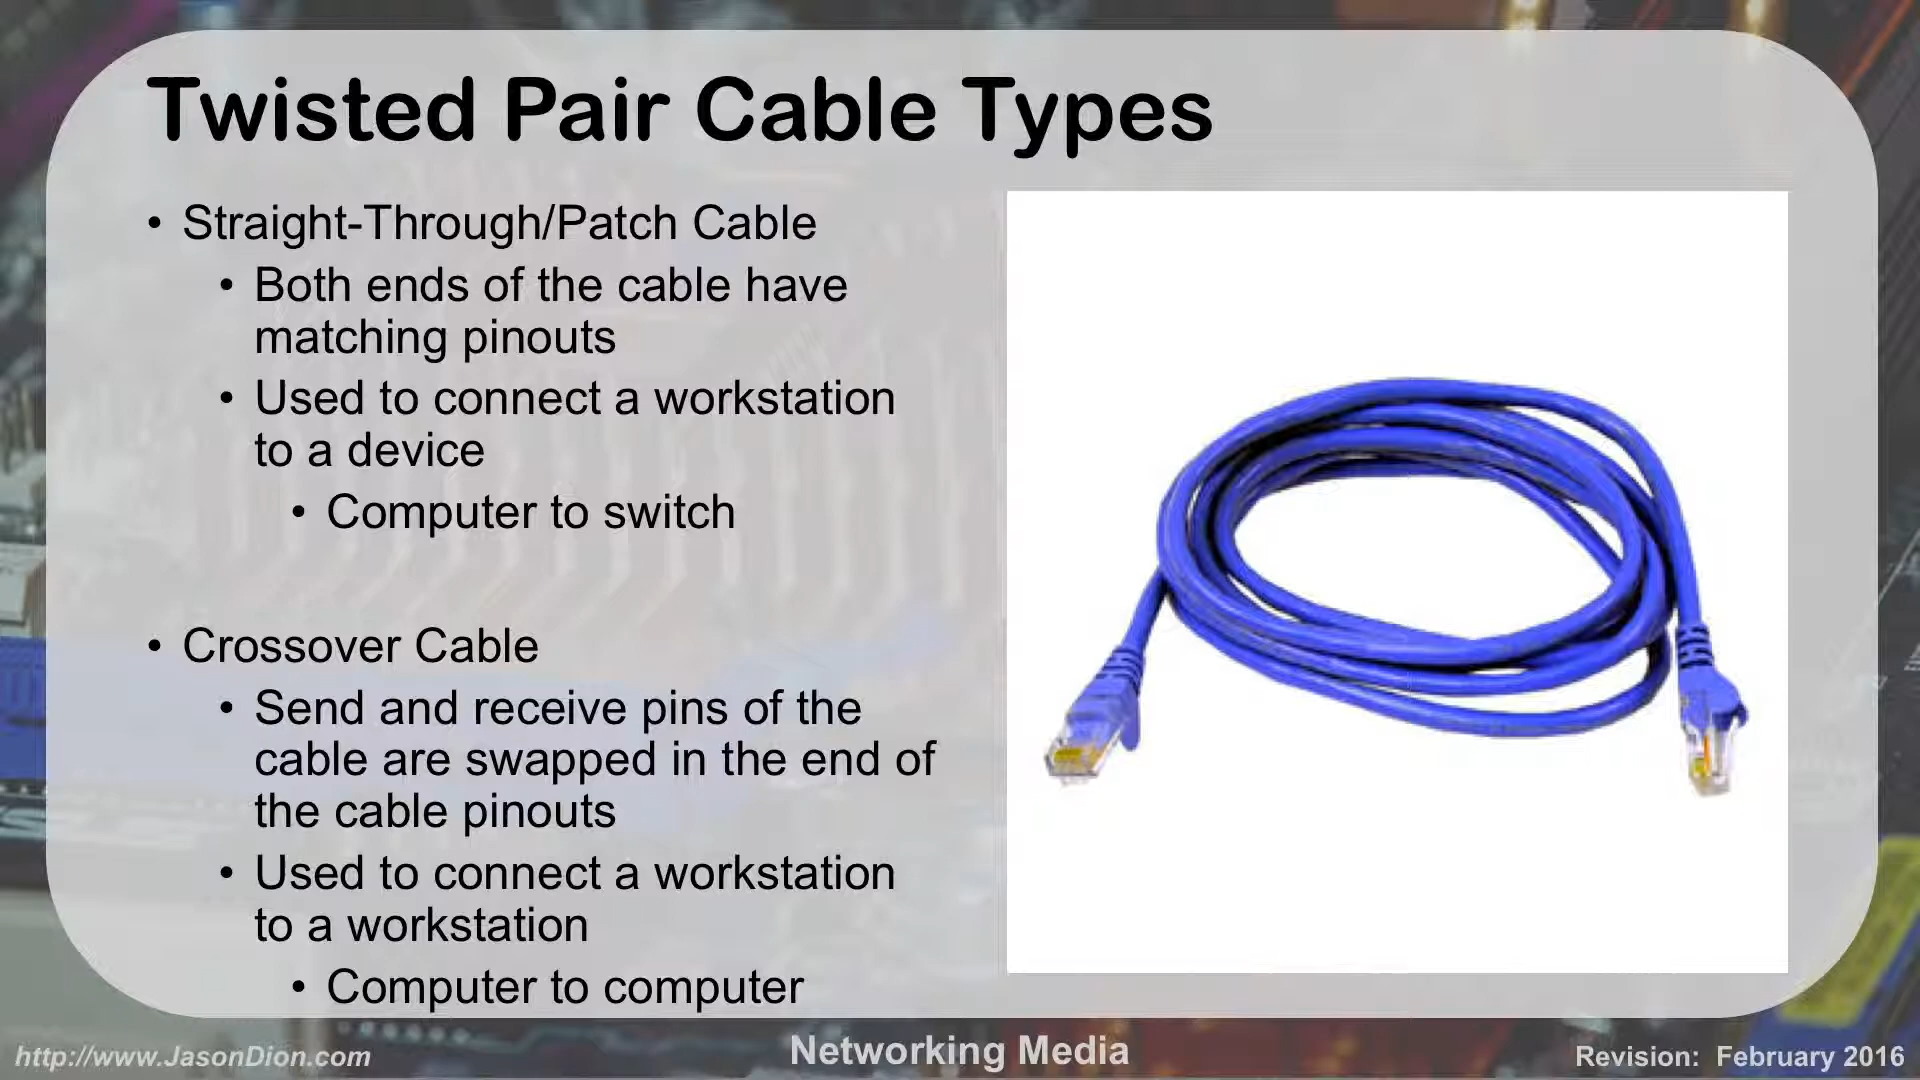 Twisted Pair Cable Types
• Straight-Through/Patch Cable
• Both ends of the cable have
matching pinouts
• Used to connect a workstation
to a device
• Computer to switch
• Crossover Cable
• Send and receive pins of the
cable are swapped in the end of
the cable pinouts
• Used to connect a workstation
to a workstation
• Computer to computer
http://www.JasonDion.com
Networking Media
Revision: February 2016